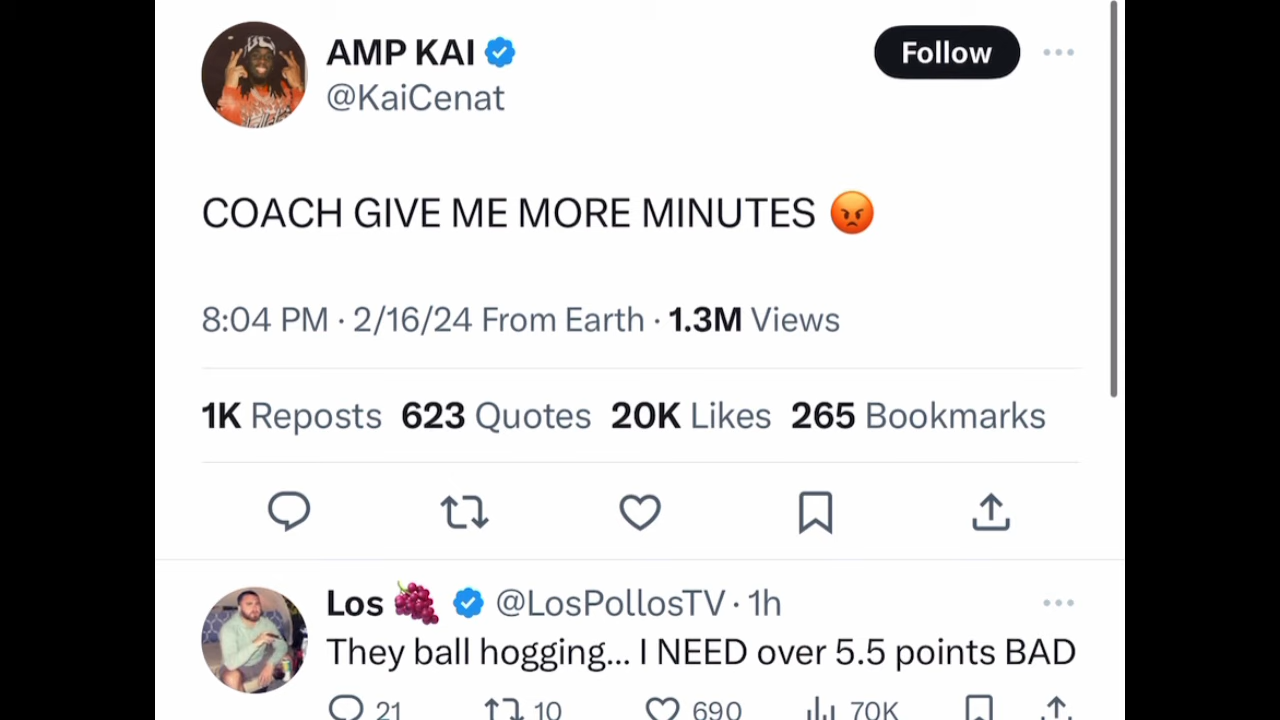 AMP KAI
@KaiCenat
Follow
COACH GIVE ME MORE MINUTES 😡
8:04 PM · 2/16/24 From Earth · 1.3M Views
1K Reposts 623 Quotes 20K Likes 265 Bookmarks
Los 🍇 @LosPollosTV · 1h
They ball hogging... I NEED over 5.5 points BAD
21 10 690 70K